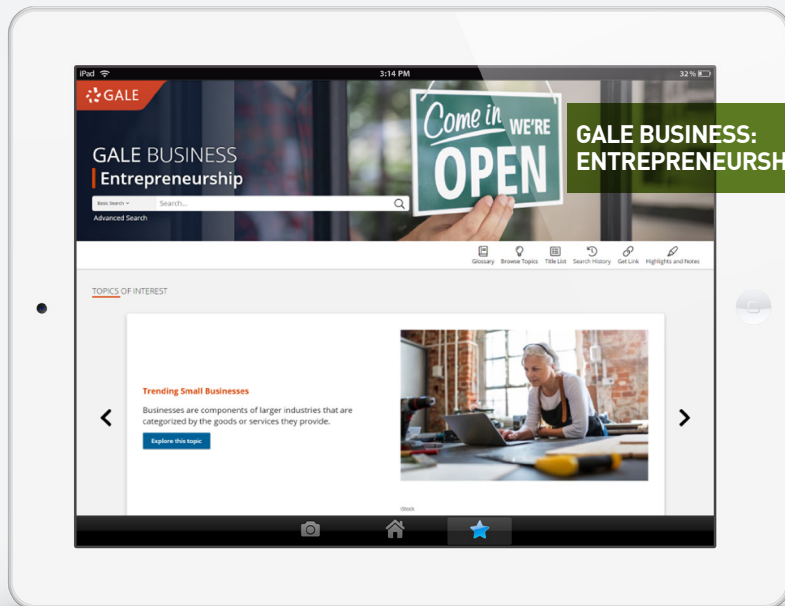 iPad 3:14 PM 32%
GALE
Come in
WE'RE
OPEN
GALE BUSINESS:
ENTREPRENEURSH
GALE BUSINESS
Entrepreneurship
Basic Search Search...
Advanced Search
Glossary Browse Topics Title List Search History Get Link Highlights and Notes
TOPICS OF INTEREST
Trending Small Businesses
Businesses are components of larger industries that are
categorized by the goods or services they provide.
Explore this topic
iStock